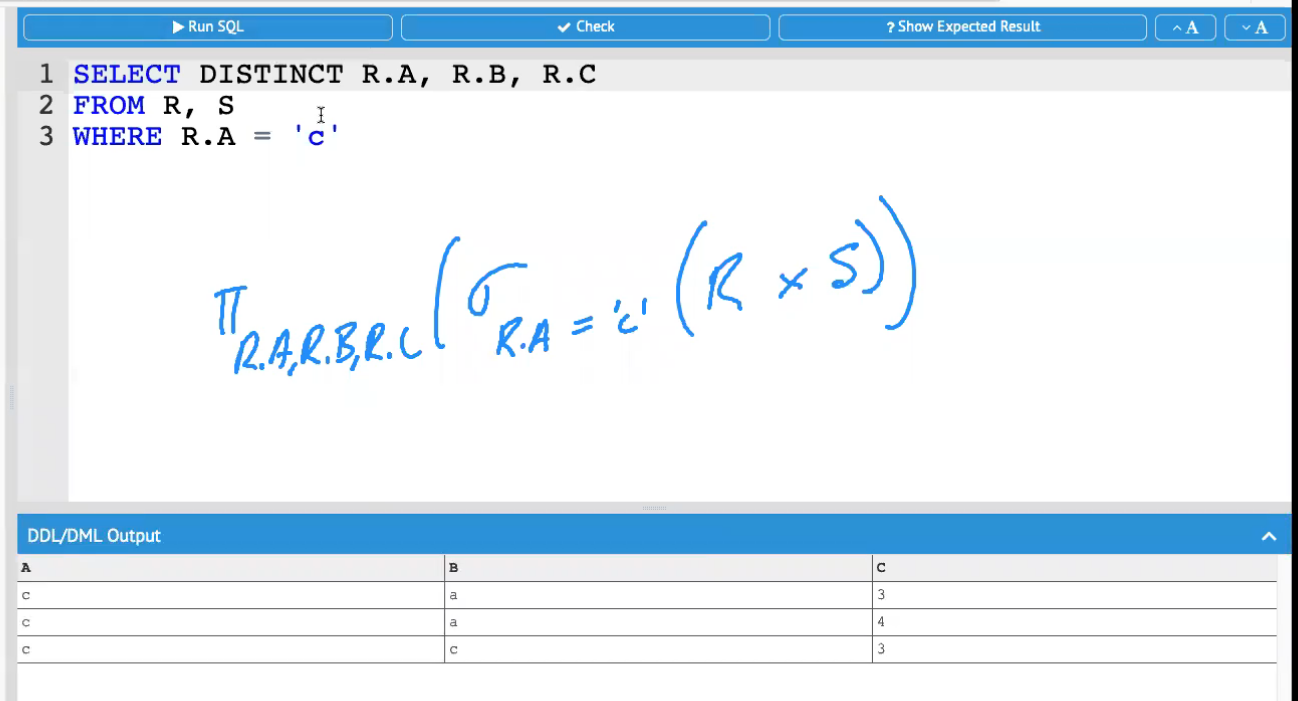 Run SQL
Check
? Show Expected Result
A
A
1 SELECT DISTINCT R.A, R.B, R.C
2 FROM R, S
3 WHERE R.A = 'c'
π R.A,R.B,R.C (σ R.A = 'c' (R × S))
DDL/DML Output
A B C
c a 3
c a 4
c c 3